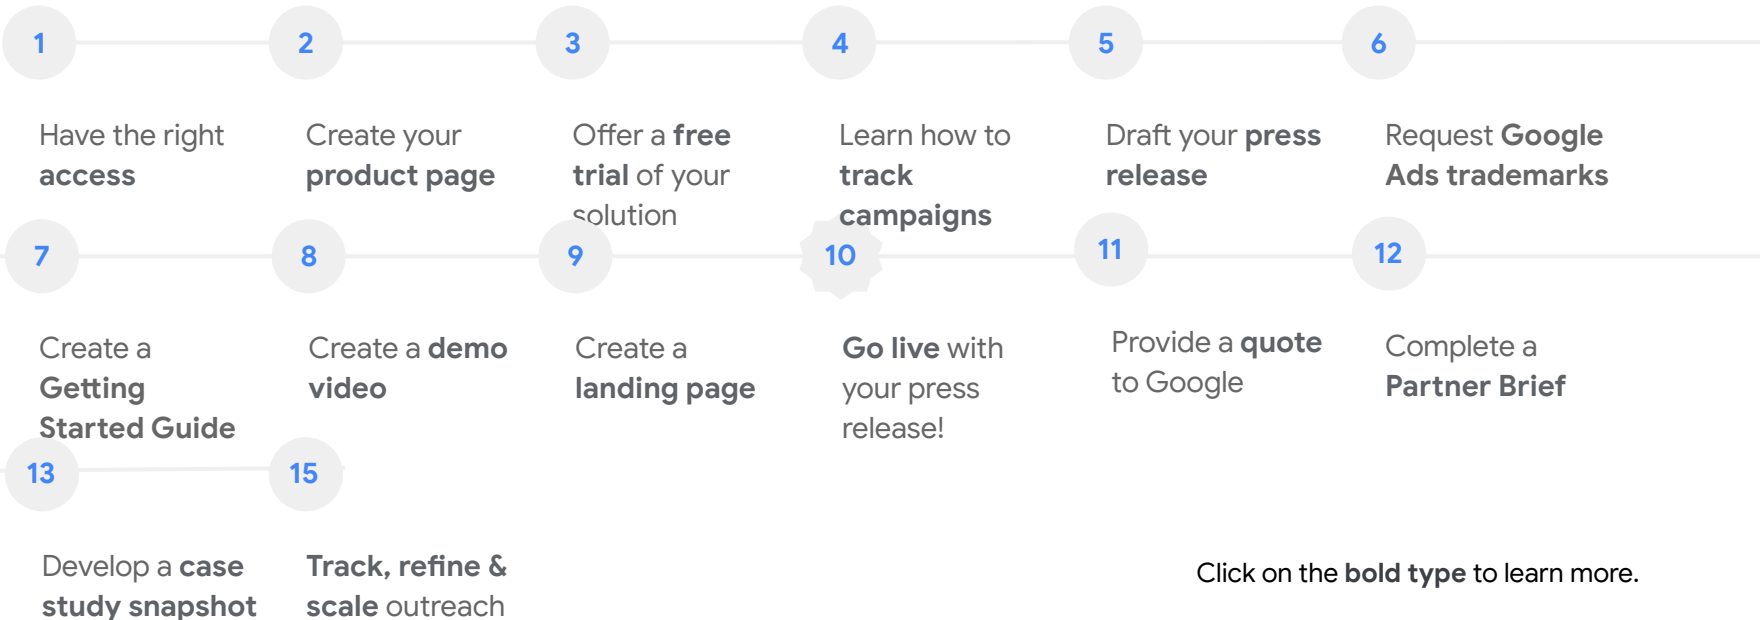 1
2
3
4
5
6
Have the right
access
Create your
product page
Offer a free
trial of your
solution
Learn how to
track
campaigns
Draft your press
release
Request Google
Ads trademarks
7
8
9
10
11
12
Create a
Getting
Started Guide
Create a demo
video
Create a
landing page
Go live with
your press
release!
Provide a quote
to Google
Complete a
Partner Brief
13
15
Develop a case
study snapshot
Track, refine &
scale outreach
Click on the bold type to learn more.